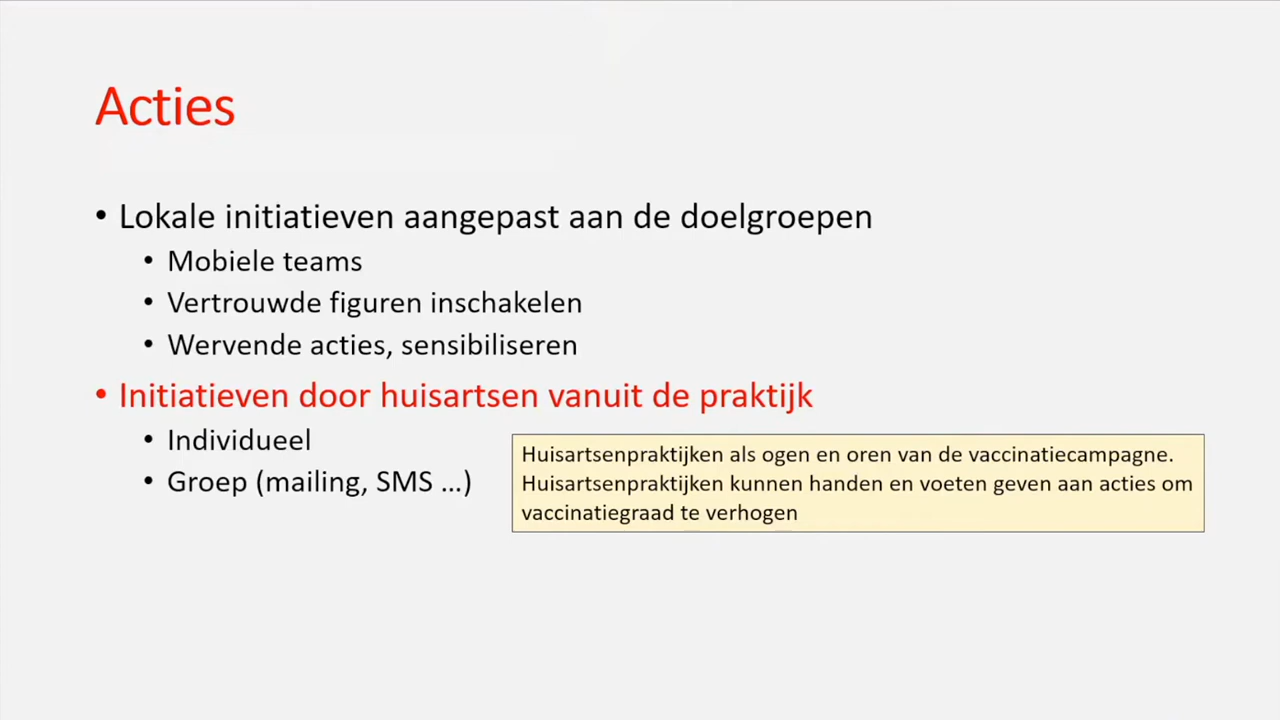 Acties
• Lokale initiatieven aangepast aan de doelgroepen
• Mobiele teams
• Vertrouwde figuren inschakelen
• Wervende acties, sensibiliseren
• Initiatieven door huisartsen vanuit de praktijk
• Individueel
• Groep (mailing, SMS …)
Huisartsenpraktijken als ogen en oren van de vaccinatiecampagne.
Huisartsenpraktijken kunnen handen en voeten geven aan acties om
vaccinatiegraad te verhogen